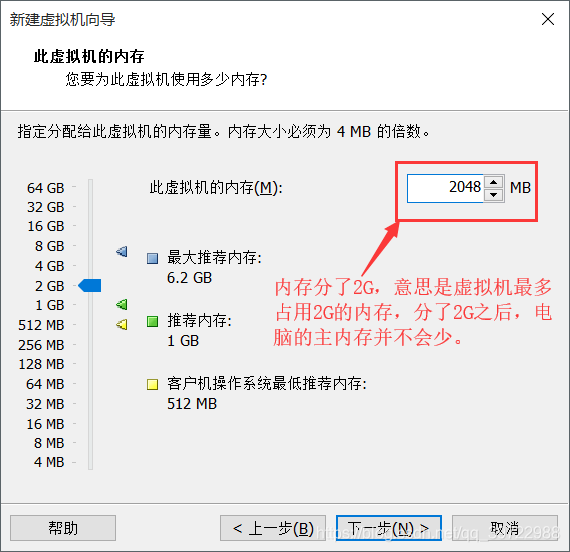 新建虚拟机向导
此虚拟机的内存
您要为此虚拟机使用多少内存?
指定分配给此虚拟机的内存量。内存大小必须为 4 MB 的倍数。
64 GB
32 GB
16 GB
8 GB
4 GB
2 GB
1 GB
512 MB
256 MB
128 MB
64 MB
32 MB
16 MB
8 MB
4 MB
此虚拟机的内存(M):
2048 MB
最大推荐内存:
6.2 GB
推荐内存:
1 GB
客户机操作系统最低推荐内存:
512 MB
内存分了2G，意思是虚拟机最多
占用2G的内存，分了2G之后，电
脑的主内存并不会少。
帮助
< 上一步(B)
下一步(N) >
取消